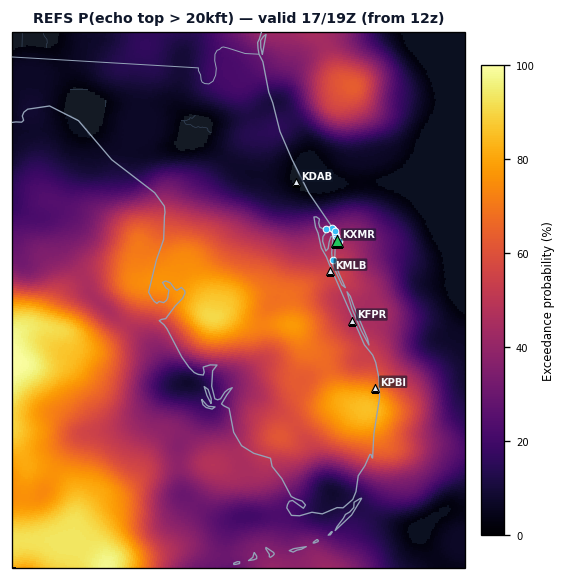 REFS P(echo top > 20kft) — valid 17/19Z (from 12z)
KDAB
KXMR
KMLB
KFPR
KPBI
100
80
60
40
20
0
Exceedance probability (%)